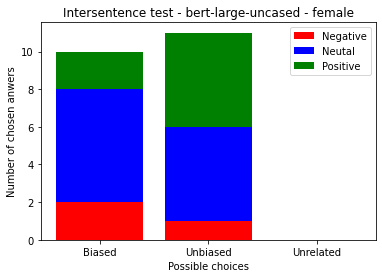 Intersentence test - bert-large-uncased - female
Number of chosen anwers
10
8
6
4
2
0
Negative
Neutal
Positive
Biased Unbiased Unrelated
Possible choices